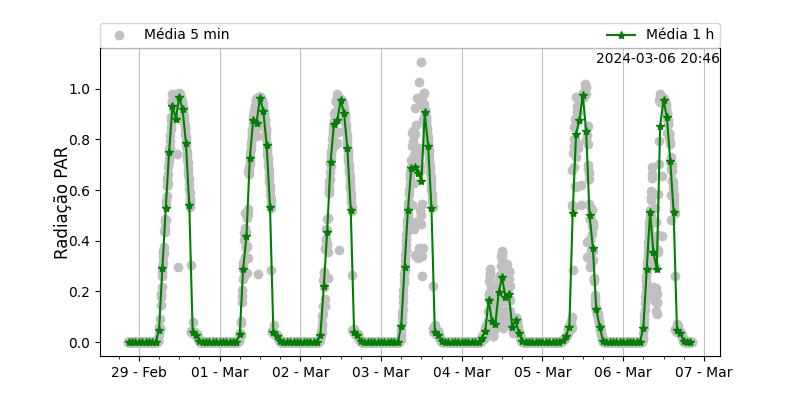 Média 5 min
Média 1 h
2024-03-06 20:46
Radiação PAR
1.0
0.8
0.6
0.4
0.2
0.0
29 - Feb
01 - Mar
02 - Mar
03 - Mar
04 - Mar
05 - Mar
06 - Mar
07 - Mar